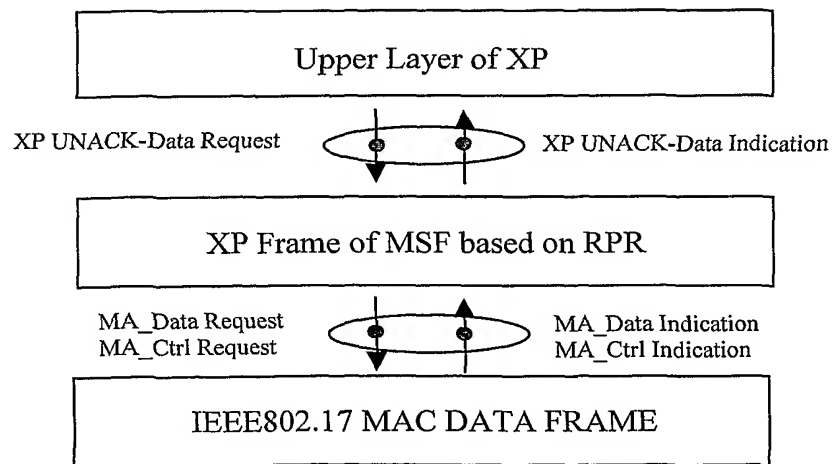 Upper Layer of XP
XP UNACK-Data Request
XP UNACK-Data Indication
XP Frame of MSF based on RPR
MA_Data Request
MA_Ctrl Request
MA_Data Indication
MA_Ctrl Indication
IEEE802.17 MAC DATA FRAME